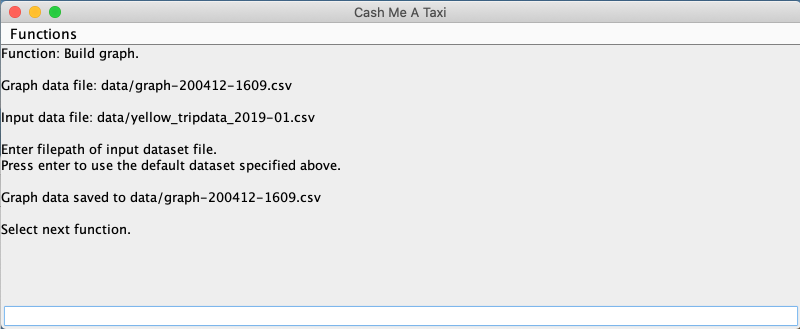 Cash Me A Taxi
Functions
Function: Build graph.
Graph data file: data/graph-200412-1609.csv
Input data file: data/yellow_tripdata_2019-01.csv
Enter filepath of input dataset file.
Press enter to use the default dataset specified above.
Graph data saved to data/graph-200412-1609.csv
Select next function.